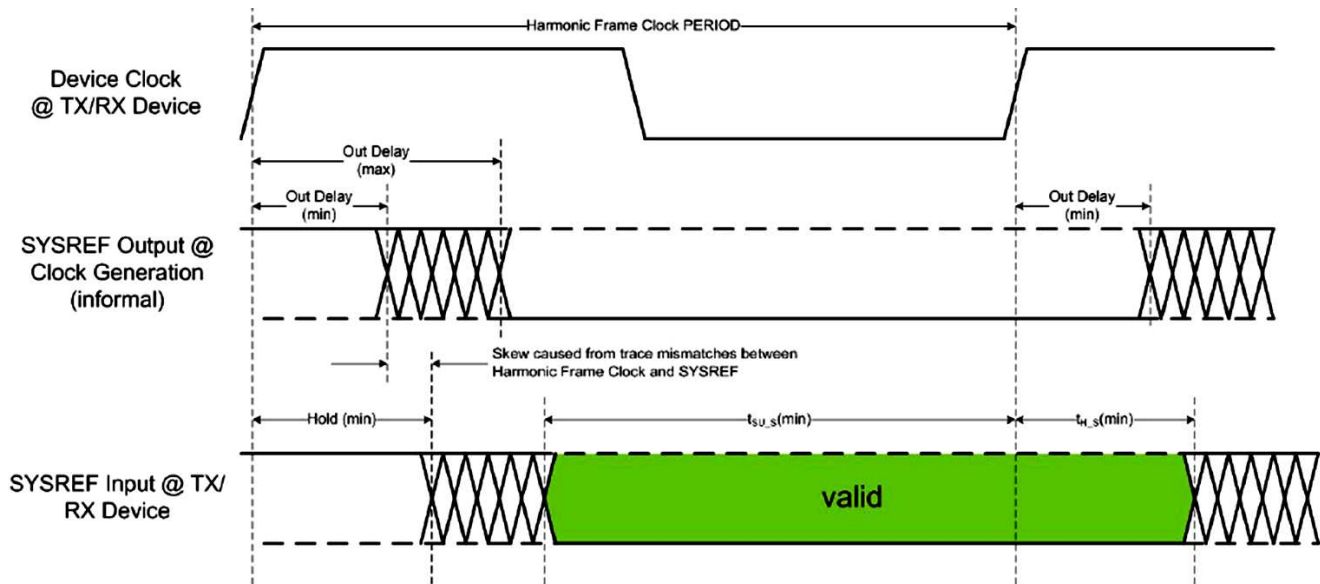 Harmonic Frame Clock PERIOD
Device Clock
@ TX/RX Device
Out Delay
(max)
Out Delay
(min)
Out Delay
(min)
SYSREF Output @
Clock Generation
(informal)
Skew caused from trace mismatches between
Harmonic Frame Clock and SYSREF
Hold (min)
tSU_S(min)
tH_S(min)
SYSREF Input @ TX/
RX Device
valid